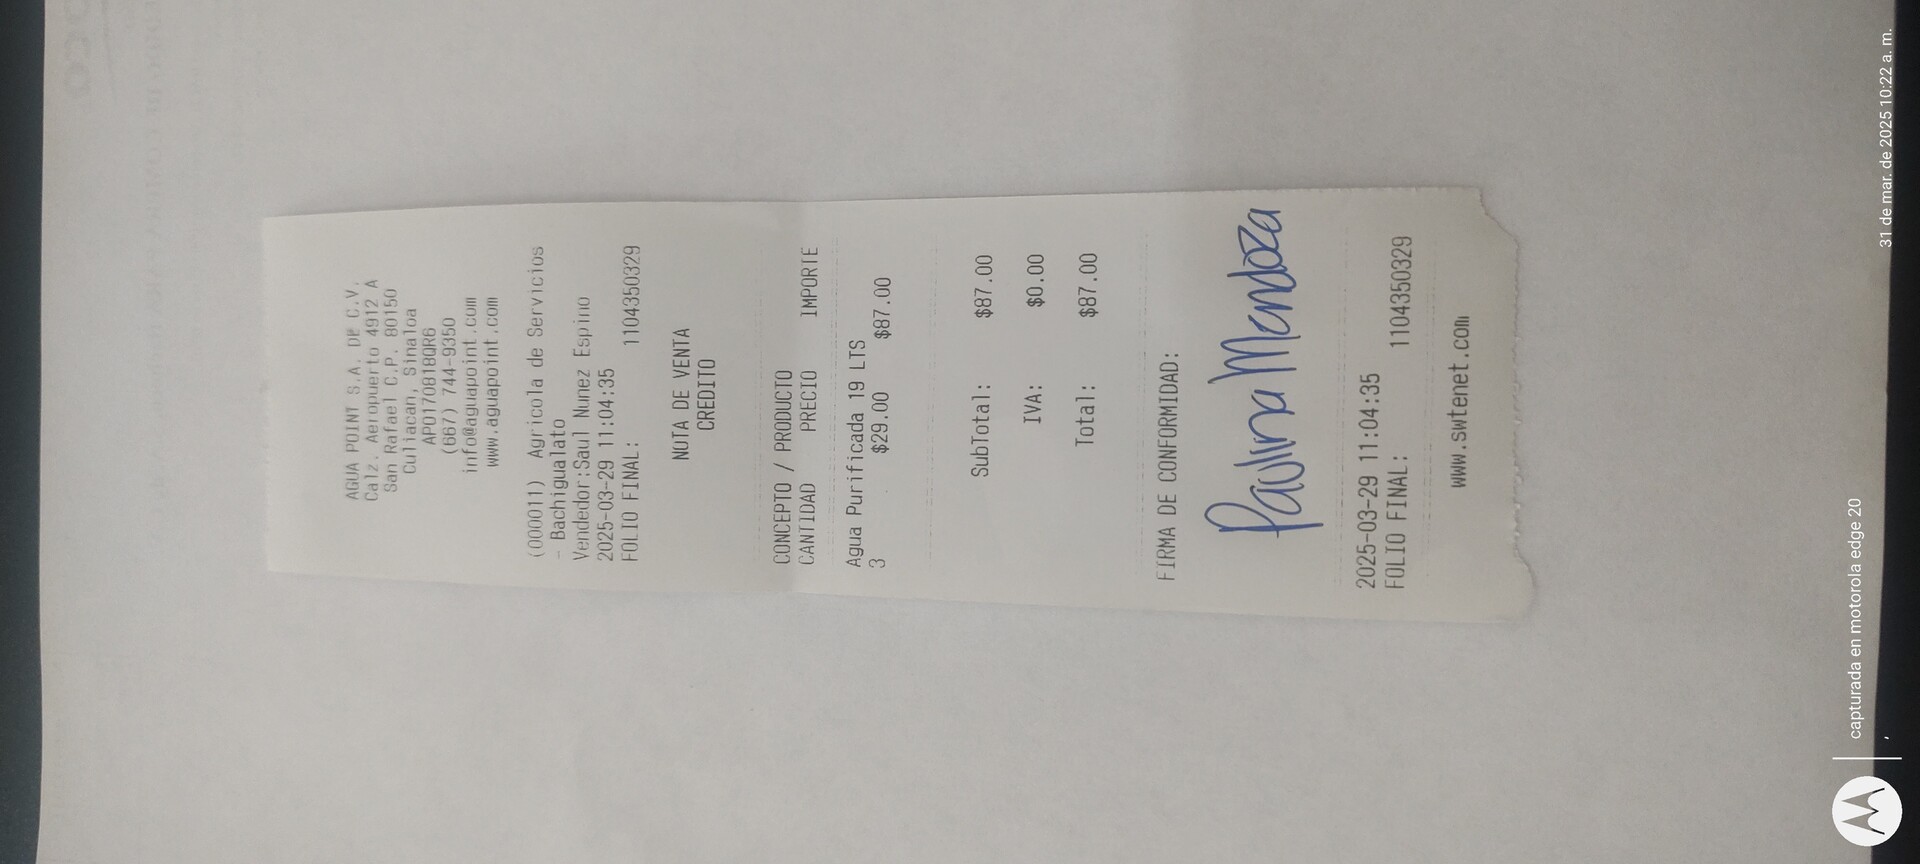 AGUA POINT S.A. DE C.V.
Calz. Aeropuerto 4912 A
San Rafael C.P. 80150
Culiacan, Sinaloa
APO170818QR6
(667) 744-9350
info@aguapoint.com
www.aguapoint.com
(000011) Agricola de Servicios
- Bachigualato
Vendedor:Saul Nunez Espino
2025-03-29 11:04:35
FOLIO FINAL: 1104350329
NOTA DE VENTA
CREDITO
CONCEPTO / PRODUCTO
CANTIDAD PRECIO IMPORTE
Agua Purificada 19 LTS
3 $29.00 $87.00
SubTotal: $87.00
IVA: $0.00
Total: $87.00
FIRMA DE CONFORMIDAD:
Paulina Mendoza
2025-03-29 11:04:35
FOLIO FINAL: 1104350329
www.swtenet.com
capturada en motorola edge 20
31 de mar. de 2025 10:22 a. m.